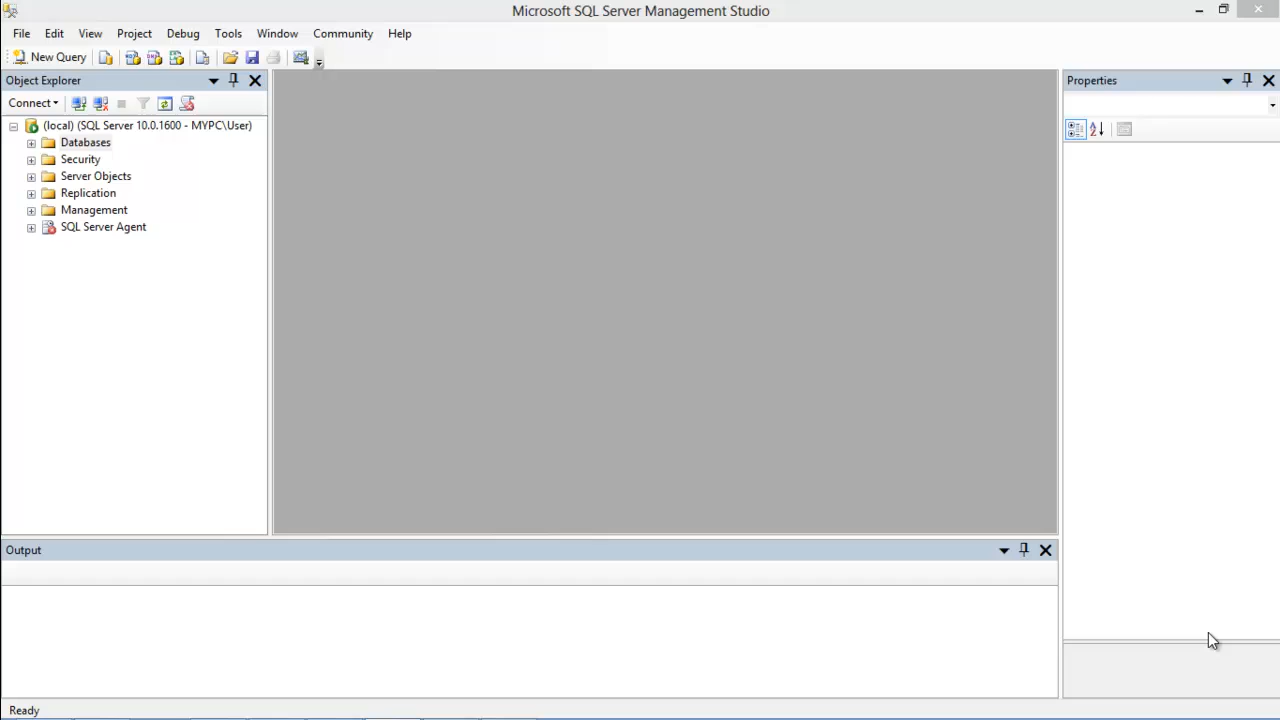 Microsoft SQL Server Management Studio
File Edit View Project Debug Tools Window Community Help
New Query
Object Explorer
Connect
(local) (SQL Server 10.0.1600 - MYPC\User)
Databases
Security
Server Objects
Replication
Management
SQL Server Agent
Properties
Output
Ready